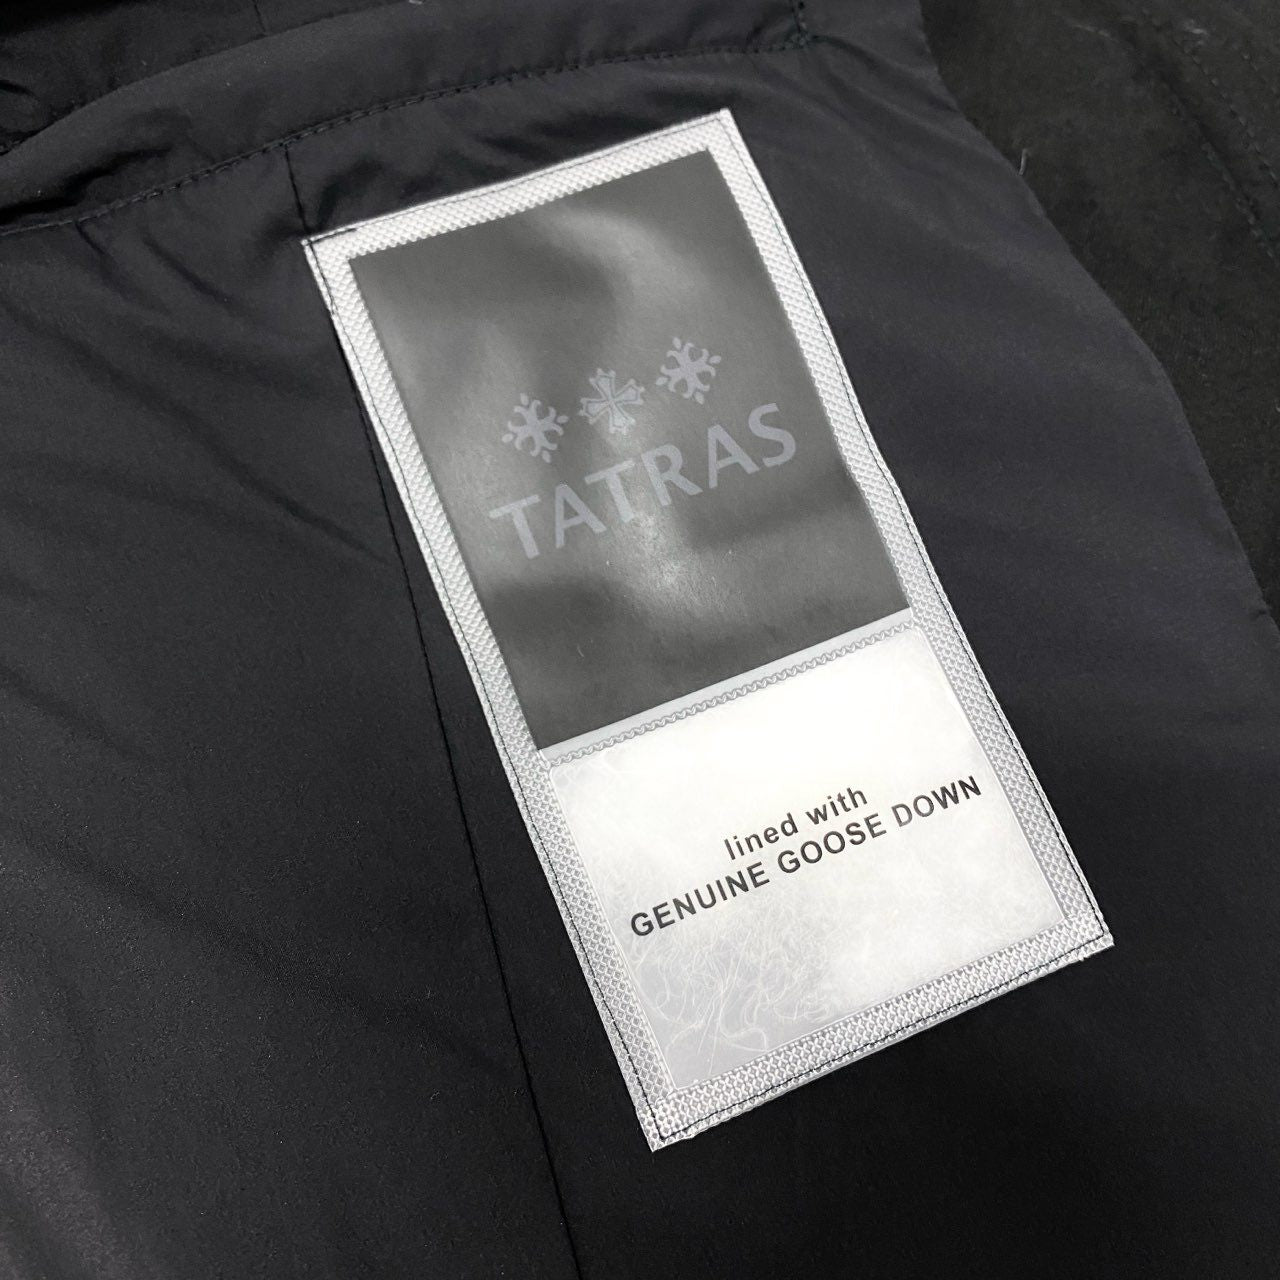 TATRAS
lined with
GENUINE GOOSE DOWN